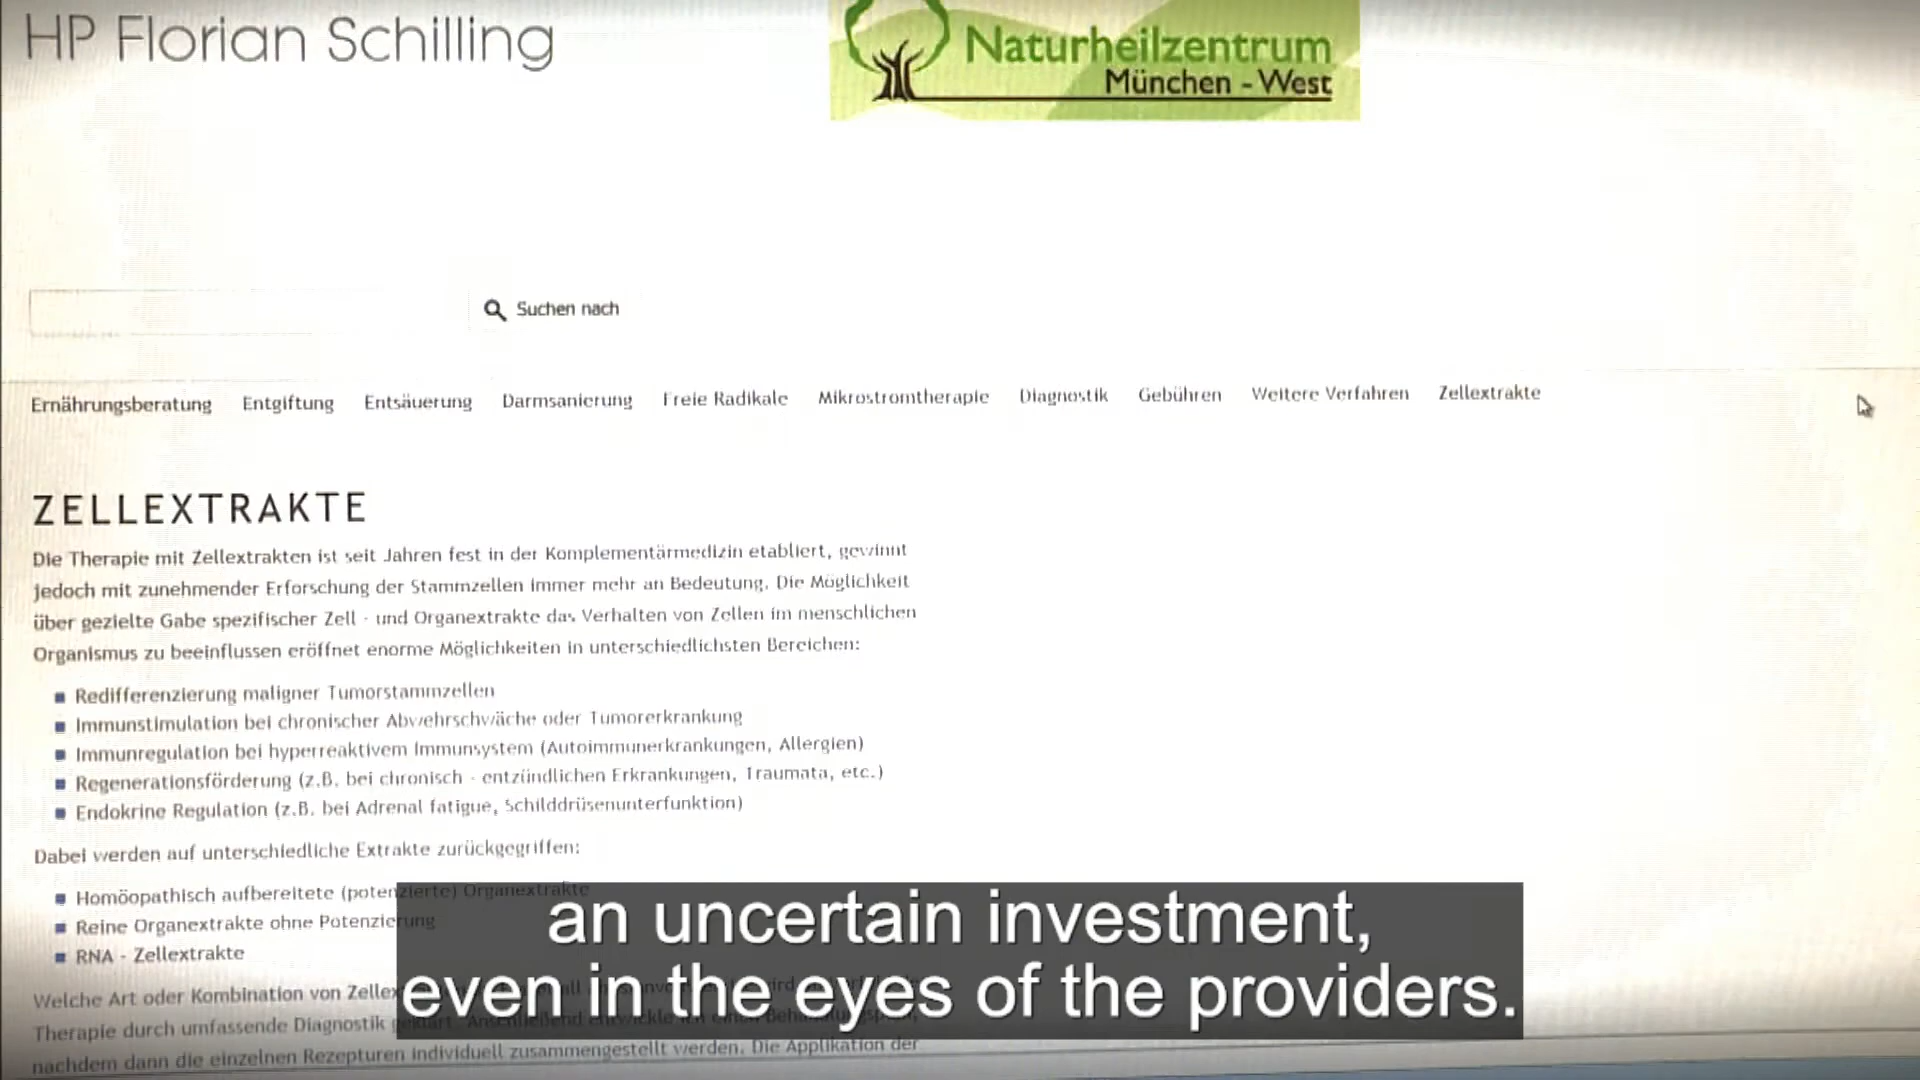 HP Florian Schilling
Naturheilzentrum
München - West
Suchen nach
Ernährungsberatung Entgiftung Entsäuerung Darmsanierung Freie Radikale Mikrostromtherapie Diagnostik Gebühren Weitere Verfahren Zellextrakte
ZELLEXTRAKTE
Die Therapie mit Zellextrakten ist seit Jahren fest in der Komplementärmedizin etabliert, gewinnt
jedoch mit zunehmender Erforschung der Stammzellen immer mehr an Bedeutung. Die Möglichkeit
über gezielte Gabe spezifischer Zell - und Organextrakte das Verhalten von Zellen im menschlichen
Organismus zu beeinflussen eröffnet enorme Möglichkeiten in unterschiedlichsten Bereichen:
Redifferenzierung maligner Tumorstammzellen
Immunstimulation bei chronischer Abwehrschwäche oder Tumorerkrankung
Immunregulation bei hyperreaktivem Immunsystem (Autoimmunerkrankungen, Allergien)
Regenerationsförderung (z.B. bei chronisch - entzündlichen Erkrankungen, Traumata, etc.)
Endokrine Regulation (z.B. bei Adrenal fatigue, Schilddrüsenunterfunktion)
Dabei werden auf unterschiedliche Extrakte zurückgegriffen:
Homöopathisch aufbereitete (potenzierte) Organextrakte
Reine Organextrakte ohne Potenzierung
RNA - Zellextrakte
Welche Art oder Kombination von
Therapie durch umfassende Diagnostik
nachdem dann die einzelnen Rezepturen individuell zusammengestellt werden. Die Applikation der
an uncertain investment,
even in the eyes of the providers.